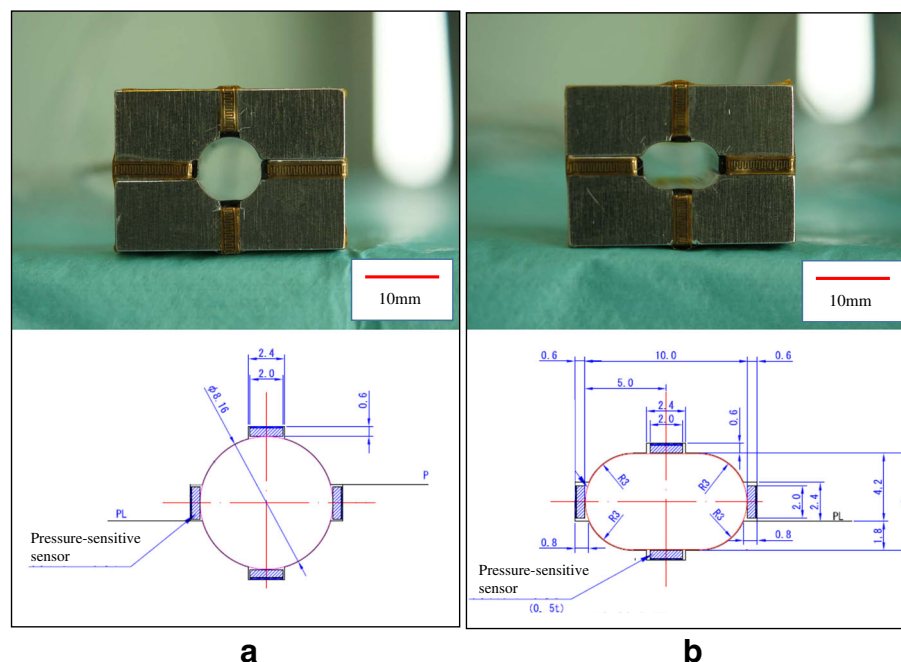 10mm
10mm
2.4
2.0
φ8.16
0.6
P
PL
Pressure-sensitive
sensor
0.6
10.0
0.6
5.0
2.4
2.0
0.6
R3
R3
R3
R3
4.2
2.0
2.4
PL
0.8
0.8
1.8
Pressure-sensitive
sensor
(0. 5t)
a
b